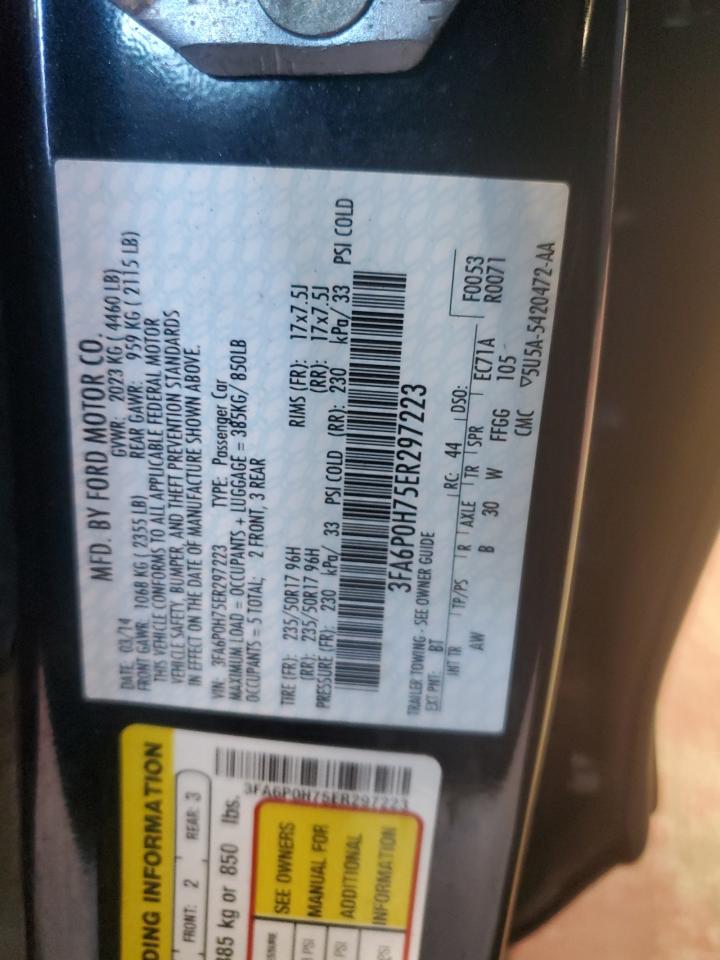 MFD. BY FORD MOTOR CO.
DATE: 03/14 GVWR: 2023 KG ( 4460 LB)
FRONT GAWR: 1068 KG ( 2355 LB) REAR GAWR: 959 KG ( 2115 LB)
THIS VEHICLE CONFORMS TO ALL APPLICABLE FEDERAL MOTOR
VEHICLE SAFETY, BUMPER, AND THEFT PREVENTION STANDARDS
IN EFFECT ON THE DATE OF MANUFACTURE SHOWN ABOVE.
VIN: 3FA6P0H75ER297223 TYPE: Passenger Car
MAXIMUM LOAD = OCCUPANTS + LUGGAGE = 385KG/ 850LB
OCCUPANTS = 5 TOTAL; 2 FRONT, 3 REAR
TIRE (FR): 235/50R17 96H RIMS (FR): 17x7.5J
(RR): 235/50R17 96H (RR): 17x7.5J
PRESSURE (FR): 230 kPa/ 33 PSI COLD (RR): 230 kPa/ 33 PSI COLD
3FA6P0H75ER297223
TRAILER TOWING - SEE OWNER GUIDE
EXT PNT: BT RC: 44 DSO: F0053
INT TR TP/PS R AXLE TR SPR EC71A R0071
AW B 30 W FFGG 105
CMC ▽5U5A-5420472-AA
DING INFORMATION
FRONT: 2 REAR: 3
385 kg or 850 lbs.
3FA6P0H75ER297223
SEE OWNERS
MANUAL FOR
ADDITIONAL
INFORMATION
PSI
PSI